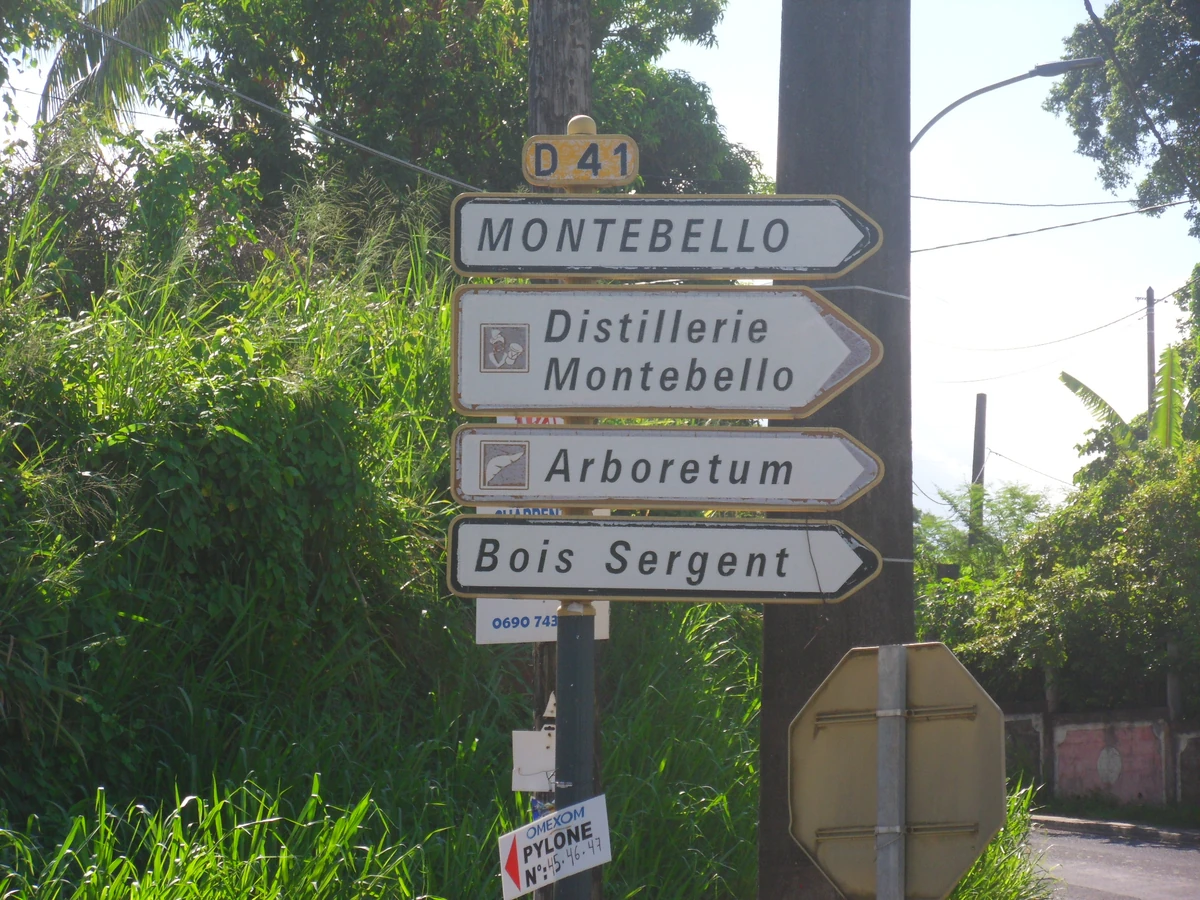 D 41
MONTEBELLO
Distillerie
Montebello
Arboretum
Bois Sergent
0690 743
OMEXOM
PYLONE
N°:45.46.47